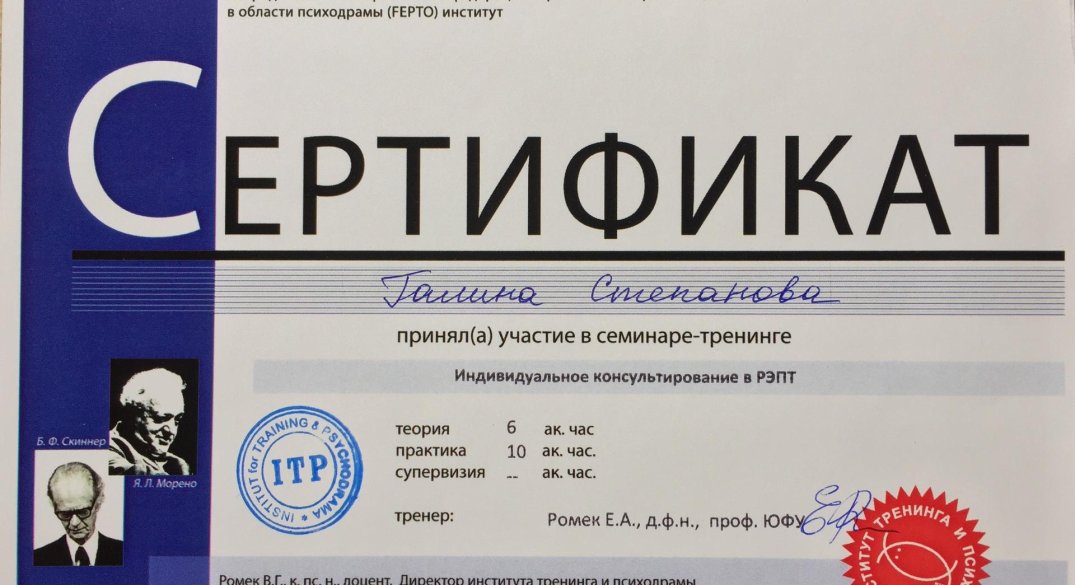 в области психодрамы (FEPTO) институт
СЕРТИФИКАТ
Галина Степанова
принял(а) участие в семинаре-тренинге
Индивидуальное консультирование в РЭПТ
теория 6 ак. час
практика 10 ак. час.
супервизия -- ак. час.
Б. Ф. Скиннер
Я. Л. Морено
INSTITUT for TRAINING & PSYCHODRAMA
ITP
тренер: Ромек Е.А., д.ф.н., проф. ЮФУ
ТРЕНИНГА И
Ромек В.Г., к. пс. н., доцент, Директор института тренинга и психодрамы